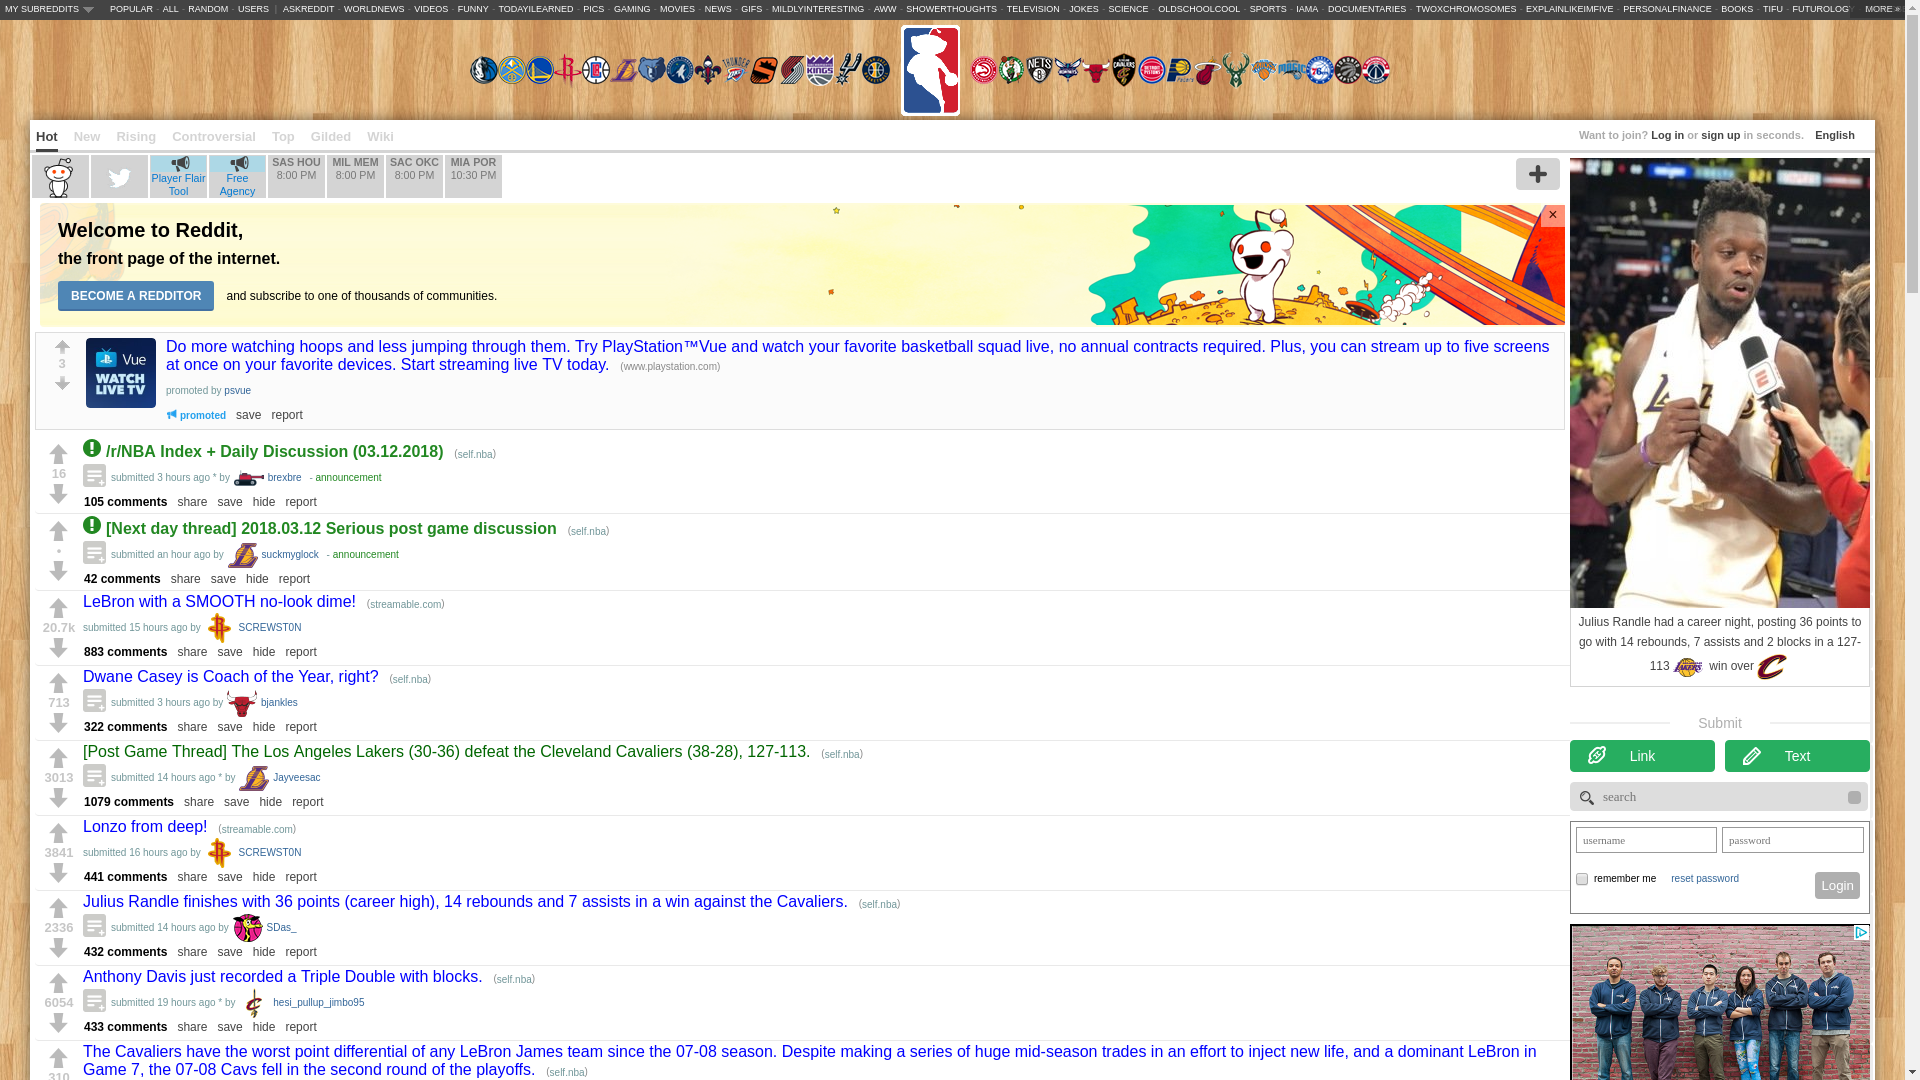 MY SUBREDDITS POPULAR - ALL - RANDOM - USERS | ASKREDDIT - WORLDNEWS - VIDEOS - FUNNY - TODAYILEARNED - PICS - GAMING - MOVIES - NEWS - GIFS - MILDLYINTERESTING - AWW - SHOWERTHOUGHTS - TELEVISION - JOKES - SCIENCE - OLDSCHOOLCOOL - SPORTS - IAMA - DOCUMENTARIES - TWOXCHROMOSOMES - EXPLAINLIKEIMFIVE - PERSONALFINANCE - BOOKS - TIFU - FUTUROLOGY MORE »
Hot New Rising Controversial Top Gilded Wiki
Want to join? Log in or sign up in seconds. English
Player Flair Tool
Free Agency
SAS HOU
8:00 PM
MIL MEM
8:00 PM
SAC OKC
8:00 PM
MIA POR
10:30 PM
Welcome to Reddit,
the front page of the internet.
BECOME A REDDITOR and subscribe to one of thousands of communities.
×
3
Vue
WATCH
LIVE TV
Do more watching hoops and less jumping through them. Try PlayStation™Vue and watch your favorite basketball squad live, no annual contracts required. Plus, you can stream up to five screens
at once on your favorite devices. Start streaming live TV today. (www.playstation.com)
promoted by psvue
promoted save report
/r/NBA Index + Daily Discussion (03.12.2018) (self.nba)
16
submitted 3 hours ago * by brexbre - announcement
105 comments share save hide report
[Next day thread] 2018.03.12 Serious post game discussion (self.nba)
•
submitted an hour ago by suckmyglock - announcement
42 comments share save hide report
LeBron with a SMOOTH no-look dime! (streamable.com)
20.7k
submitted 15 hours ago by SCREWST0N
883 comments share save hide report
Dwane Casey is Coach of the Year, right? (self.nba)
713
submitted 3 hours ago by bjankles
322 comments share save hide report
[Post Game Thread] The Los Angeles Lakers (30-36) defeat the Cleveland Cavaliers (38-28), 127-113. (self.nba)
3013
submitted 14 hours ago * by Jayveesac
1079 comments share save hide report
Lonzo from deep! (streamable.com)
3841
submitted 16 hours ago by SCREWST0N
441 comments share save hide report
Julius Randle finishes with 36 points (career high), 14 rebounds and 7 assists in a win against the Cavaliers. (self.nba)
2336
submitted 14 hours ago by SDas_
432 comments share save hide report
Anthony Davis just recorded a Triple Double with blocks. (self.nba)
6054
submitted 19 hours ago * by hesi_pullup_jimbo95
433 comments share save hide report
The Cavaliers have the worst point differential of any LeBron James team since the 07-08 season. Despite making a series of huge mid-season trades in an effort to inject new life, and a dominant LeBron in
Game 7, the 07-08 Cavs fell in the second round of the playoffs. (self.nba)
310
Julius Randle had a career night, posting 36 points to
go with 14 rebounds, 7 assists and 2 blocks in a 127-
113 win over
Submit
Link Text
search
username password
remember me reset password
Login